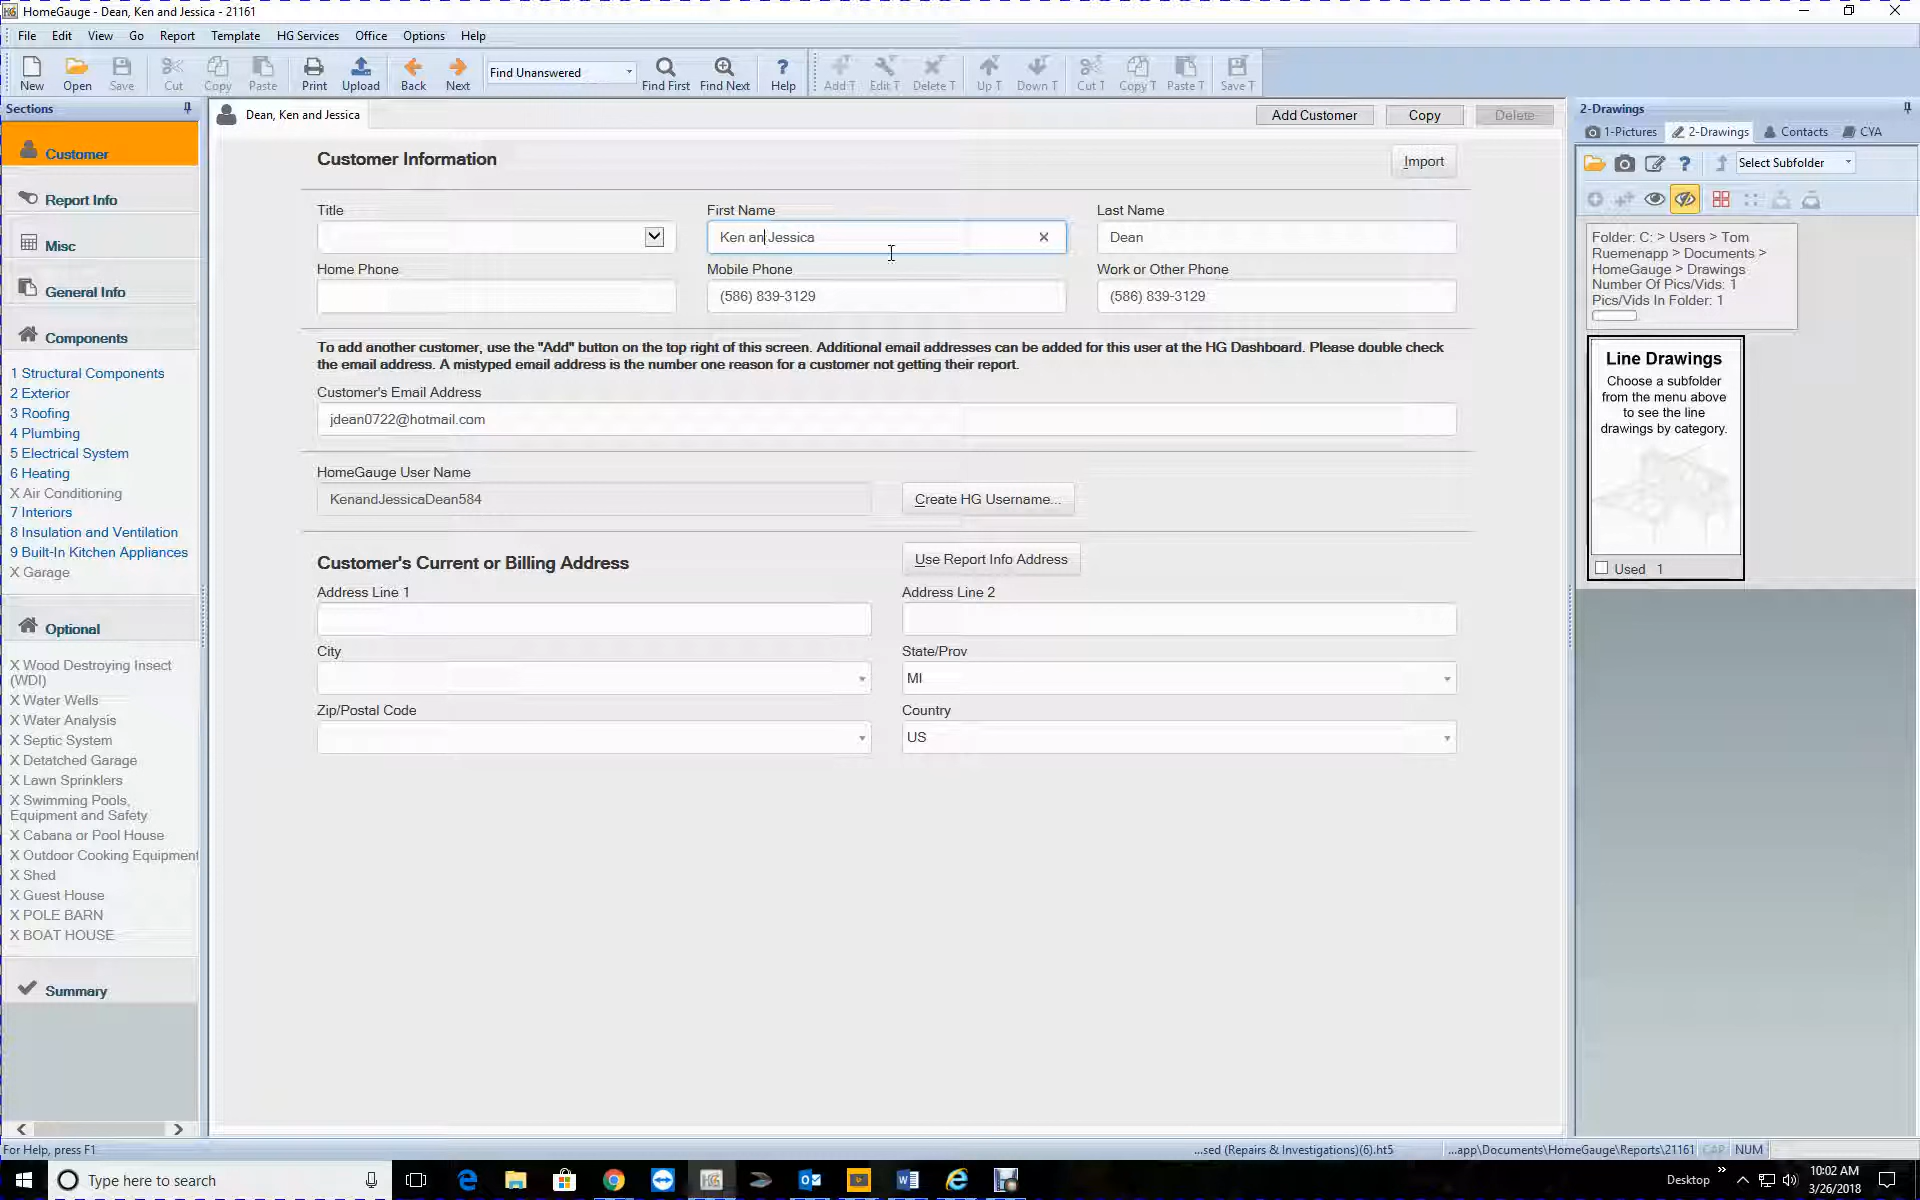 HomeGauge - Dean, Ken and Jessica - 21161
File Edit View Go Report Template HG Services Office Options Help
New Open Save Cut Copy Paste Print Upload Back Next Find Unanswered Find First Find Next Help Add T Edit T Delete T Up T Down T Cut T Copy T Paste T Save T
Sections
Customer
Report Info
Misc
General Info
Components
1 Structural Components
2 Exterior
3 Roofing
4 Plumbing
5 Electrical System
6 Heating
X Air Conditioning
7 Interiors
8 Insulation and Ventilation
9 Built-In Kitchen Appliances
X Garage
Optional
X Wood Destroying Insect
(WDI)
X Water Wells
X Water Analysis
X Septic System
X Detatched Garage
X Lawn Sprinklers
X Swimming Pools,
Equipment and Safety
X Cabana or Pool House
X Outdoor Cooking Equipment
X Shed
X Guest House
X POLE BARN
X BOAT HOUSE
Summary
Dean, Ken and Jessica
Add Customer Copy Delete
Customer Information
Import
Title First Name Last Name
Ken an Jessica Dean
Home Phone Mobile Phone Work or Other Phone
(586) 839-3129 (586) 839-3129
To add another customer, use the "Add" button on the top right of this screen. Additional email addresses can be added for this user at the HG Dashboard. Please double check
the email address. A mistyped email address is the number one reason for a customer not getting their report.
Customer's Email Address
jdean0722@hotmail.com
HomeGauge User Name
KenandJessicaDean584 Create HG Username...
Customer's Current or Billing Address Use Report Info Address
Address Line 1 Address Line 2
City State/Prov
MI
Zip/Postal Code Country
US
2-Drawings
1-Pictures 2-Drawings Contacts CYA
Select Subfolder
Folder: C: > Users > Tom
Ruemenapp > Documents >
HomeGauge > Drawings
Number Of Pics/Vids: 1
Pics/Vids In Folder: 1
Line Drawings
Choose a subfolder
from the menu above
to see the line
drawings by category.
Used 1
For Help, press F1 ...sed (Repairs & Investigations)(6).ht5 ...app\Documents\HomeGauge\Reports\21161 CAP NUM
Type here to search
Desktop
10:02 AM
3/26/2018